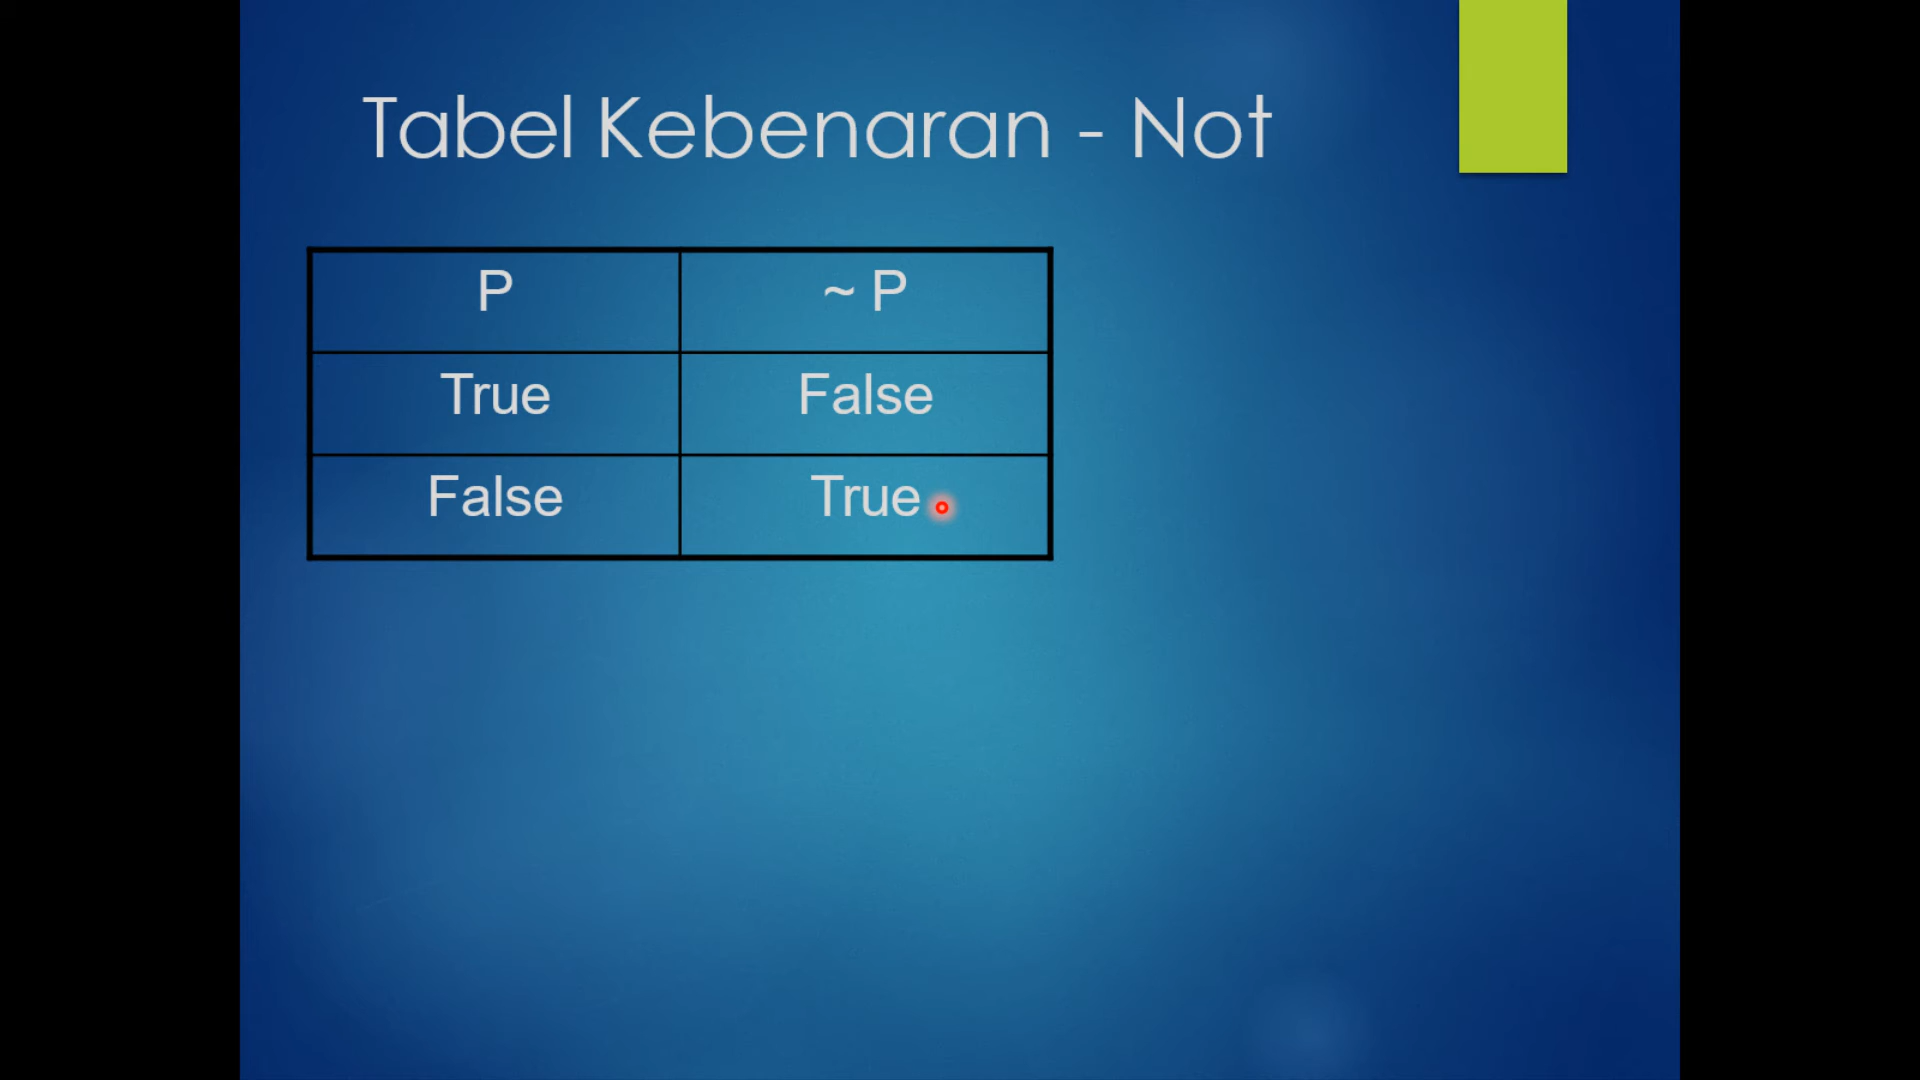 Tabel Kebenaran - Not
P ~ P
True False
False True